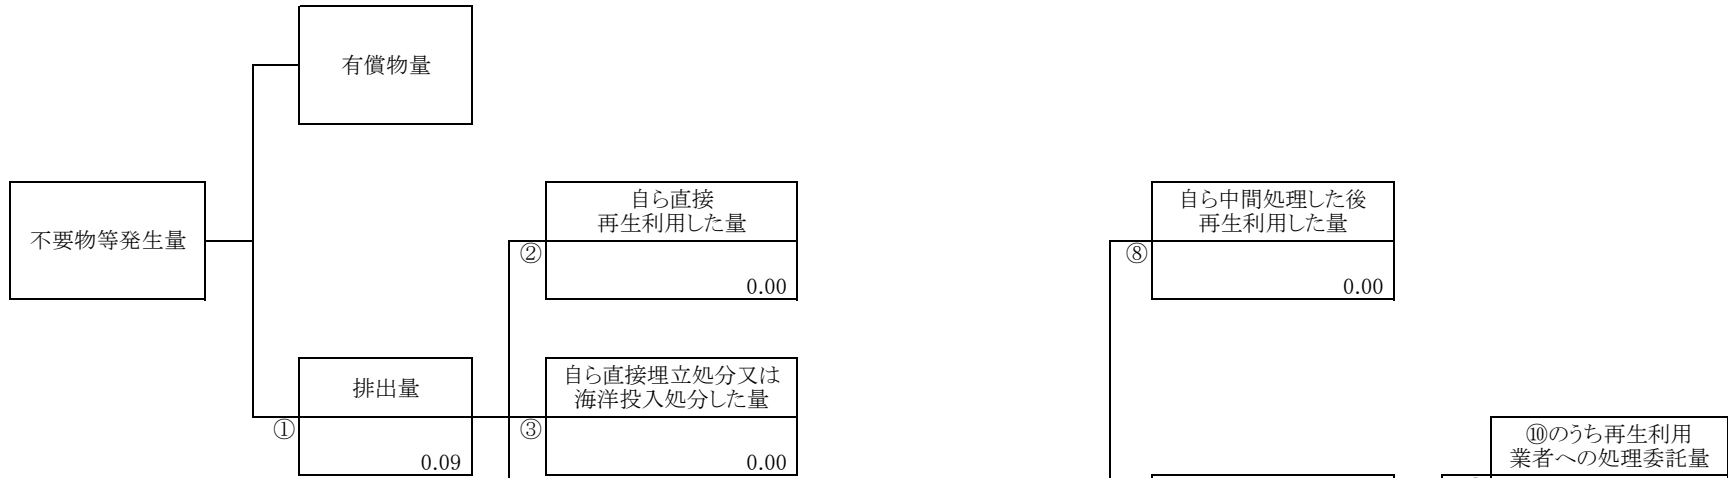 有償物量
不要物等発生量
自ら直接
再生利用した量
②
0.00
自ら中間処理した後
再生利用した量
⑧
0.00
排出量
①
0.09
自ら直接埋立処分又は
海洋投入処分した量
③
0.00
⑩のうち再生利用
業者への処理委託量